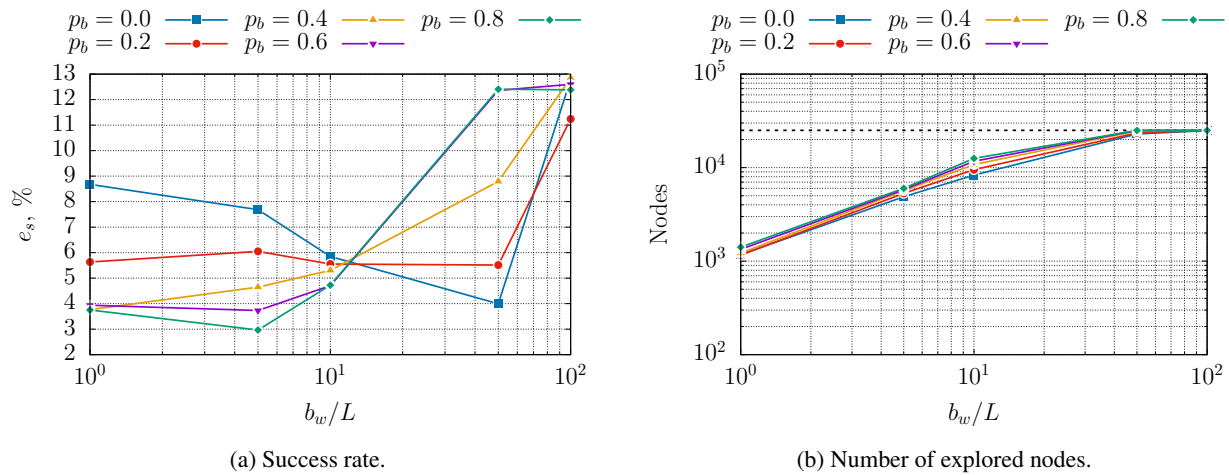 p_b = 0.0 p_b = 0.4 p_b = 0.8
p_b = 0.2 p_b = 0.6
13
12
11
10
9
8
7
6
5
4
3
2
e_s, %
10^0 10^1 10^2
b_w/L
(a) Success rate.
p_b = 0.0 p_b = 0.4 p_b = 0.8
p_b = 0.2 p_b = 0.6
10^5
10^4
10^3
10^2
Nodes
10^0 10^1 10^2
b_w/L
(b) Number of explored nodes.